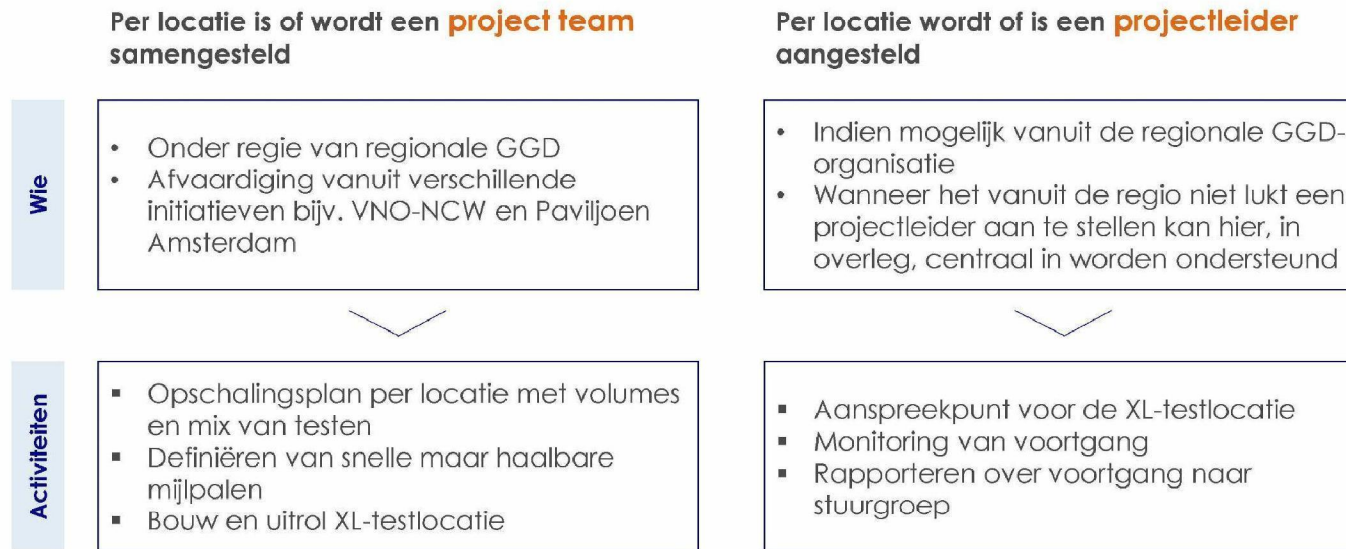 Per locatie is of wordt een project team
samengesteld
Per locatie wordt of is een projectleider
aangesteld
Wie
• Onder regie van regionale GGD
• Afvaardiging vanuit verschillende
initiatieven bijv. VNO-NCW en Paviljoen
Amsterdam
• Indien mogelijk vanuit de regionale GGD-
organisatie
• Wanneer het vanuit de regio niet lukt een
projectleider aan te stellen kan hier, in
overleg, centraal in worden ondersteund
Activiteiten
▪ Opschalingsplan per locatie met volumes
en mix van testen
▪ Definiëren van snelle maar haalbare
mijlpalen
▪ Bouw en uitrol XL-testlocatie
▪ Aanspreekpunt voor de XL-testlocatie
▪ Monitoring van voortgang
▪ Rapporteren over voortgang naar
stuurgroep